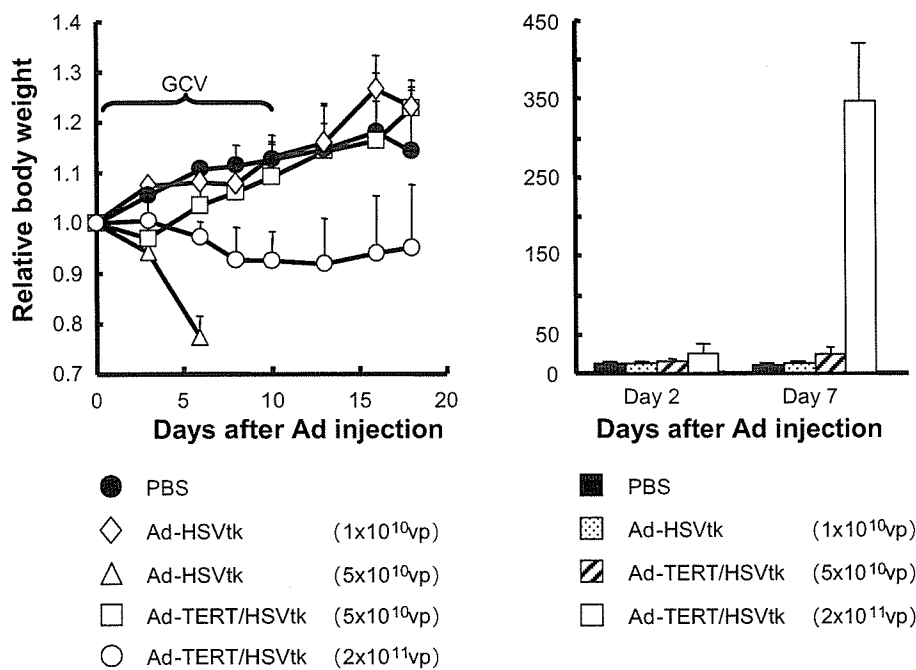 Relative body weight
1.4
1.3
1.2
1.1
1.0
0.9
0.8
0.7
GCV
0
5
10
15
20
Days after Ad injection
PBS
Ad-HSVtk (1x10¹⁰vp)
Ad-HSVtk (5x10¹⁰vp)
Ad-TERT/HSVtk (5x10¹⁰vp)
Ad-TERT/HSVtk (2x10¹¹vp)
450
350
250
150
50
0
Day 2
Day 7
Days after Ad injection
PBS
Ad-HSVtk (1x10¹⁰vp)
Ad-TERT/HSVtk (5x10¹⁰vp)
Ad-TERT/HSVtk (2x10¹¹vp)